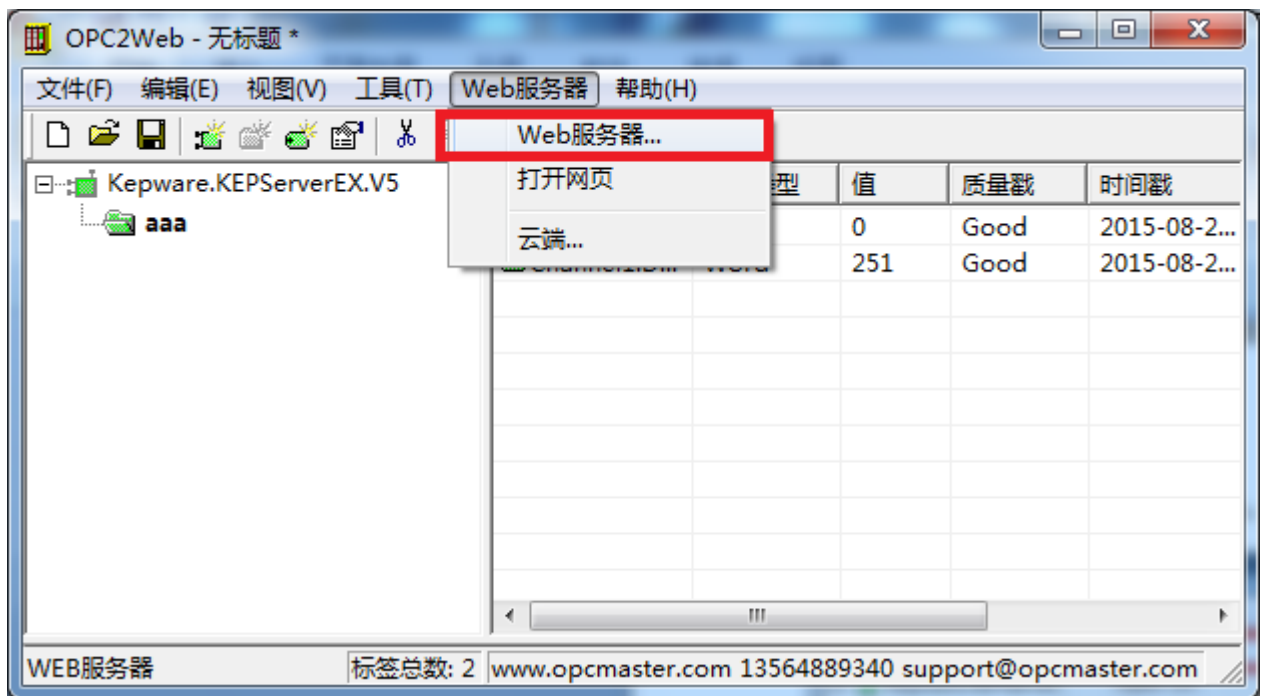 OPC2Web - 无标题 *
文件(F) 编辑(E) 视图(V) 工具(T) Web服务器 帮助(H)
Web服务器...
打开网页
云端...
Kepware.KEPServerEX.V5
aaa
型 值 质量戳 时间戳
0 Good 2015-08-2...
Channel1.D... Word 251 Good 2015-08-2...
WEB服务器 标签总数: 2 www.opcmaster.com 13564889340 support@opcmaster.com